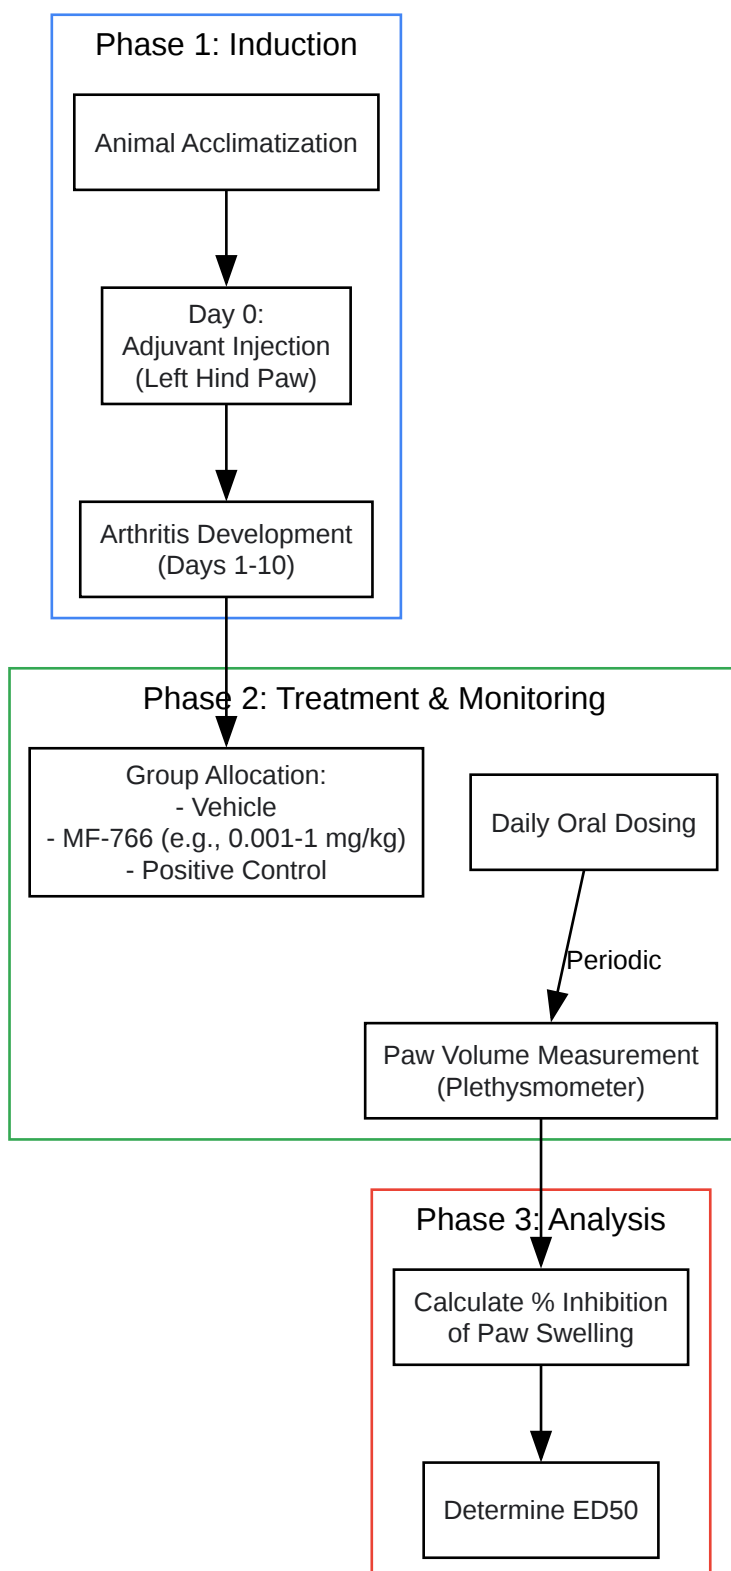 Phase 1: Induction
Animal Acclimatization
Day 0:
Adjuvant Injection
(Left Hind Paw)
Arthritis Development
(Days 1-10)
Phase 2: Treatment & Monitoring
Group Allocation:
- Vehicle
- MF-766 (e.g., 0.001-1 mg/kg)
- Positive Control
Daily Oral Dosing
Periodic
Paw Volume Measurement
(Plethysmometer)
Phase 3: Analysis
Calculate % Inhibition
of Paw Swelling
Determine ED50